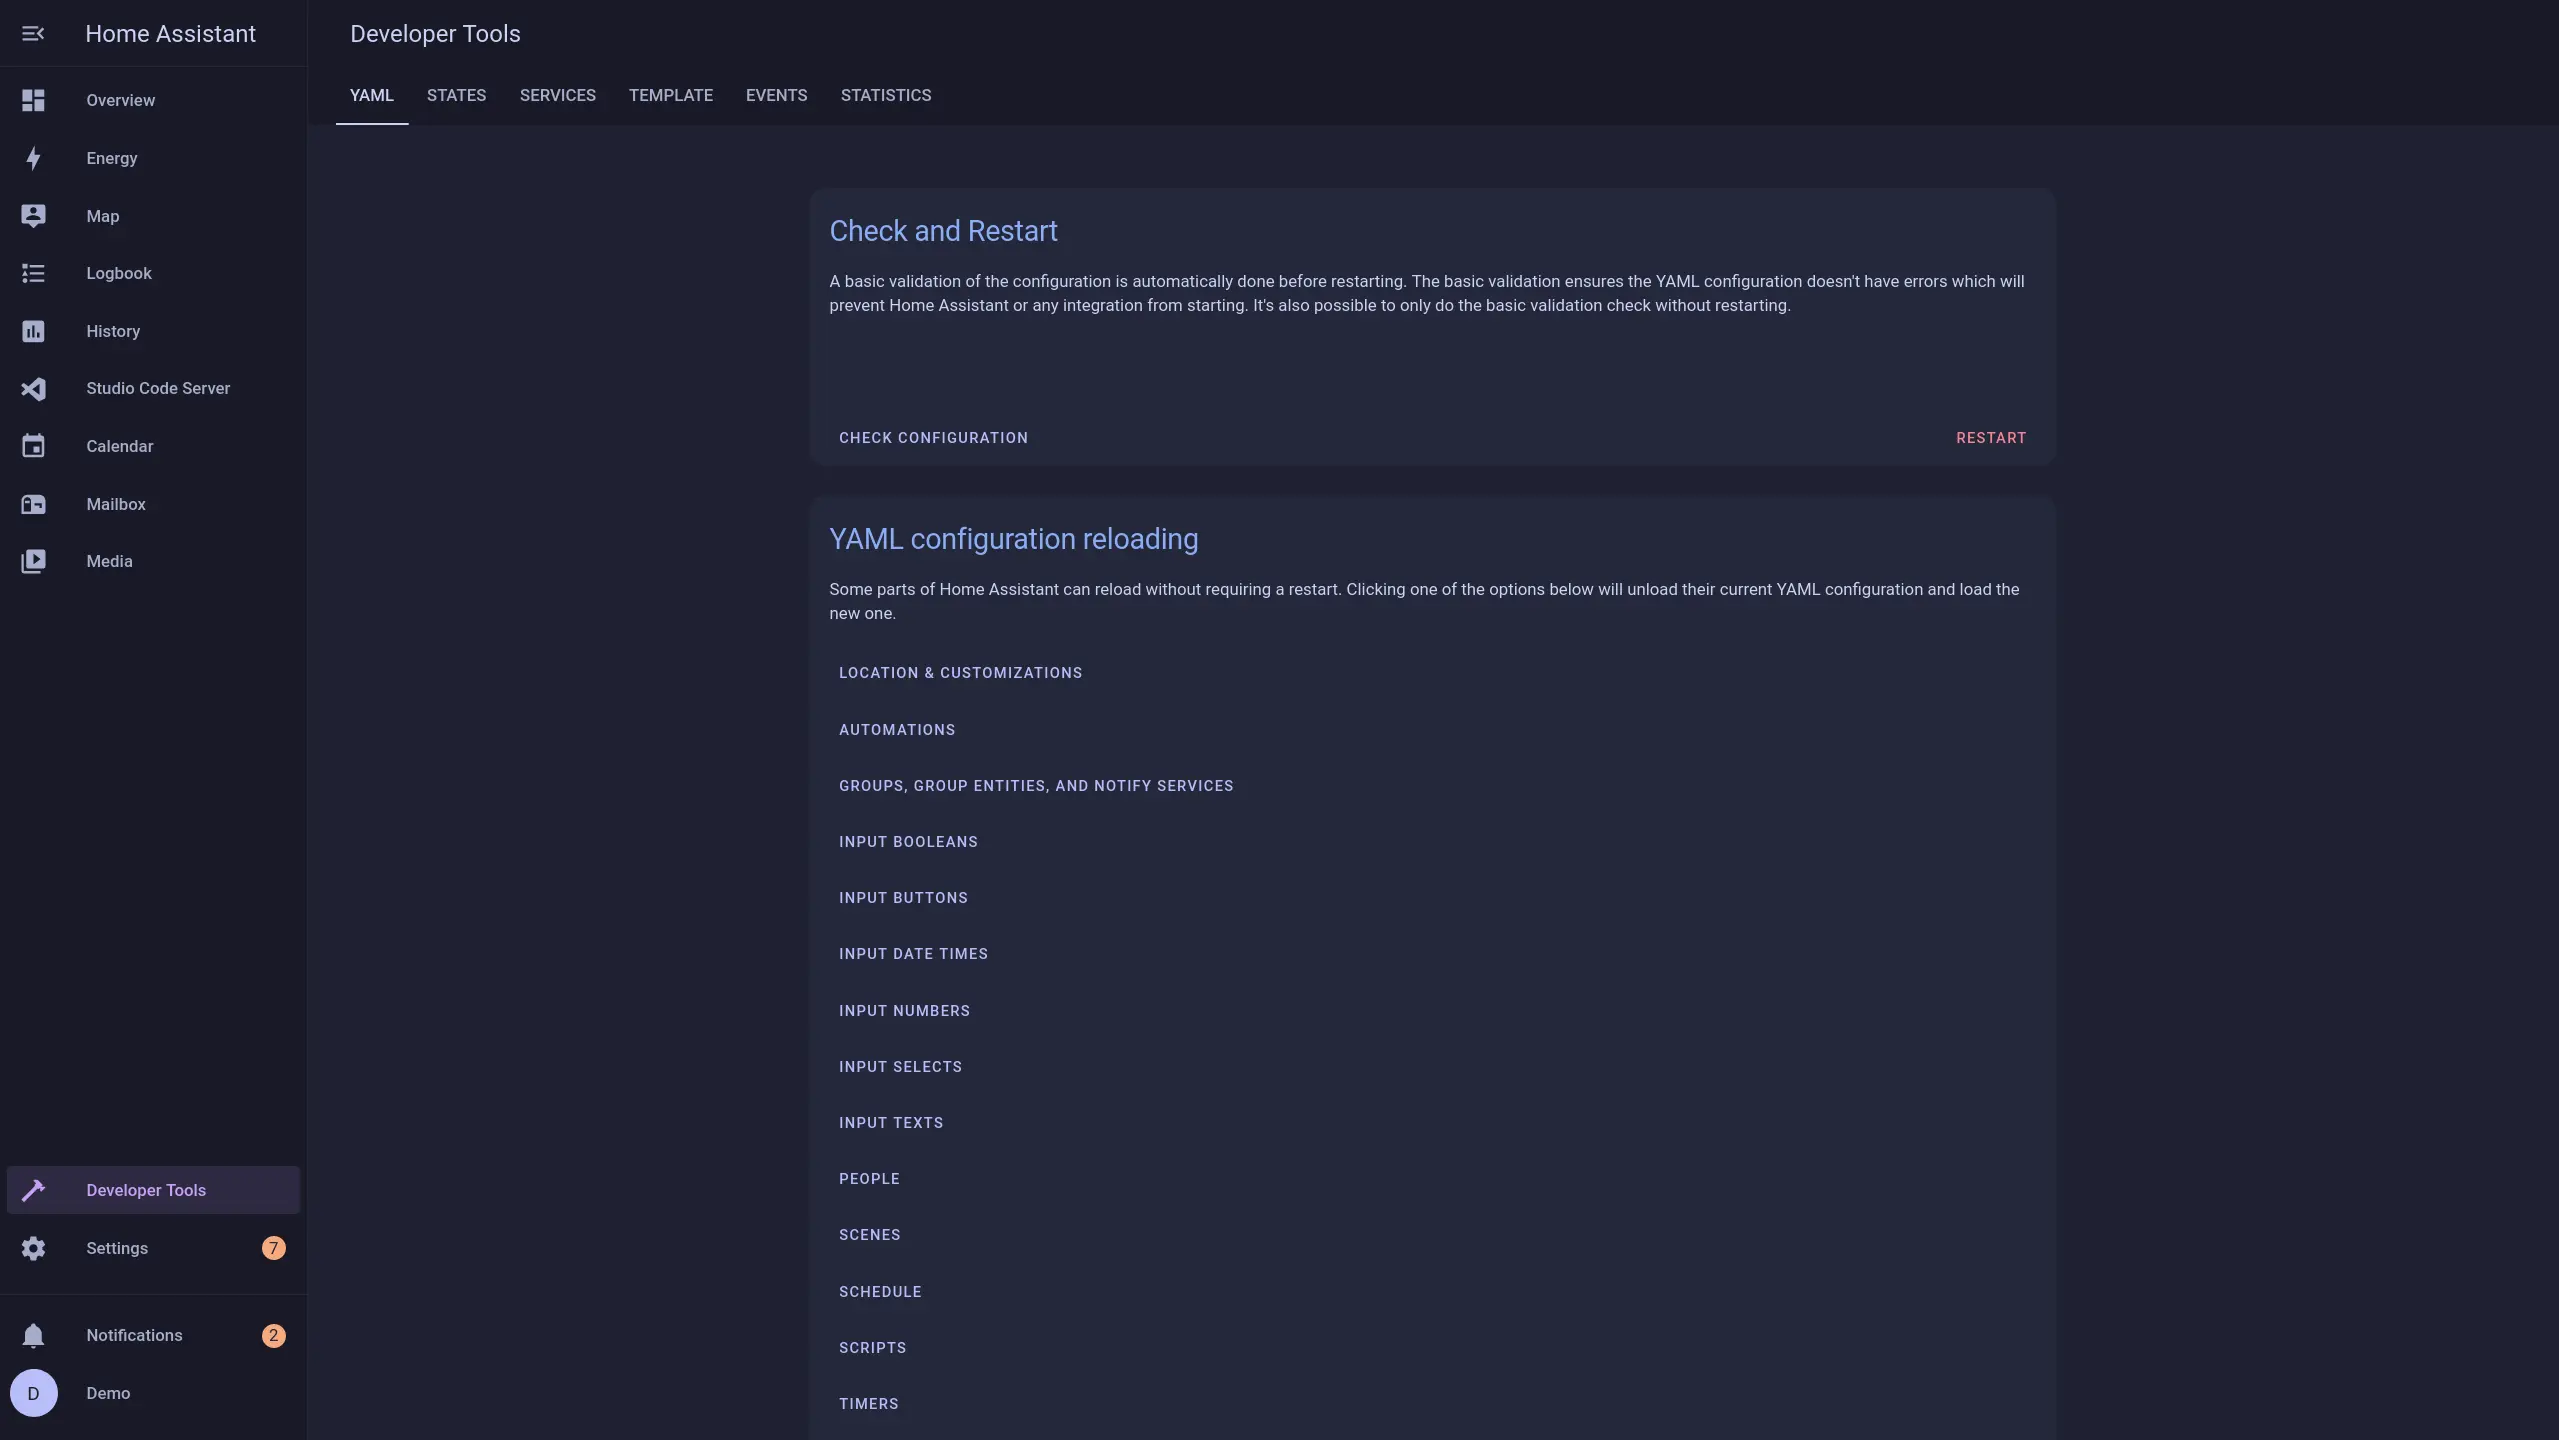 Home Assistant
Overview
Energy
Map
Logbook
History
Studio Code Server
Calendar
Mailbox
Media
Developer Tools
Settings
7
Notifications
2
D
Demo
Developer Tools
YAML
STATES
SERVICES
TEMPLATE
EVENTS
STATISTICS
Check and Restart
A basic validation of the configuration is automatically done before restarting. The basic validation ensures the YAML configuration doesn't have errors which will
prevent Home Assistant or any integration from starting. It's also possible to only do the basic validation check without restarting.
CHECK CONFIGURATION
RESTART
YAML configuration reloading
Some parts of Home Assistant can reload without requiring a restart. Clicking one of the options below will unload their current YAML configuration and load the
new one.
LOCATION & CUSTOMIZATIONS
AUTOMATIONS
GROUPS, GROUP ENTITIES, AND NOTIFY SERVICES
INPUT BOOLEANS
INPUT BUTTONS
INPUT DATE TIMES
INPUT NUMBERS
INPUT SELECTS
INPUT TEXTS
PEOPLE
SCENES
SCHEDULE
SCRIPTS
TIMERS